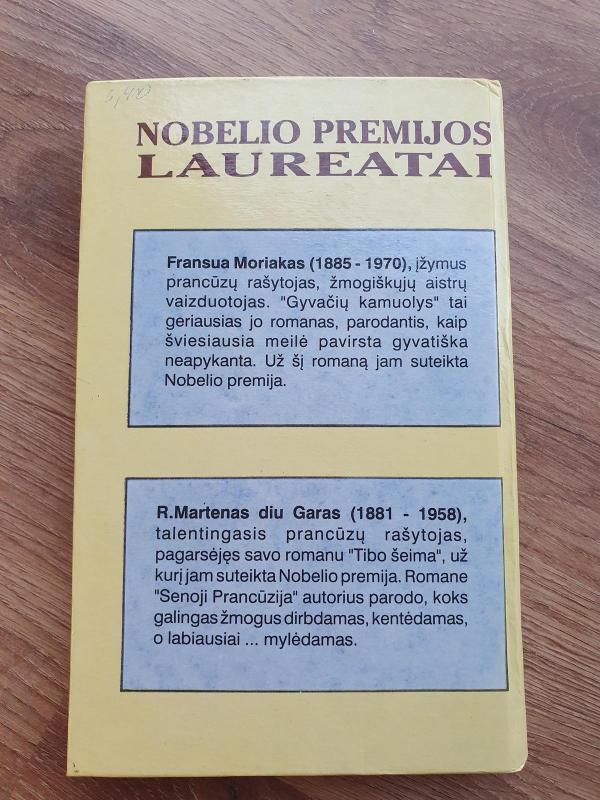 NOBELIO PREMIJOS
LAUREATAI
Fransua Moriakas (1885 - 1970), įžymus
prancūzų rašytojas, žmogiškųjų aistrų
vaizduotojas. "Gyvačių kamuolys" tai
geriausias jo romanas, parodantis, kaip
šviesiausia meilė pavirsta gyvatiška
neapykanta. Už šį romaną jam suteikta
Nobelio premija.
R.Martenas diu Garas (1881 - 1958),
talentingasis prancūzų rašytojas,
pagarsėjęs savo romanu "Tibo šeima", už
kurį jam suteikta Nobelio premija. Romane
"Senoji Prancūzija" autorius parodo, koks
galingas žmogus dirbdamas, kentėdamas,
o labiausiai ... mylėdamas.